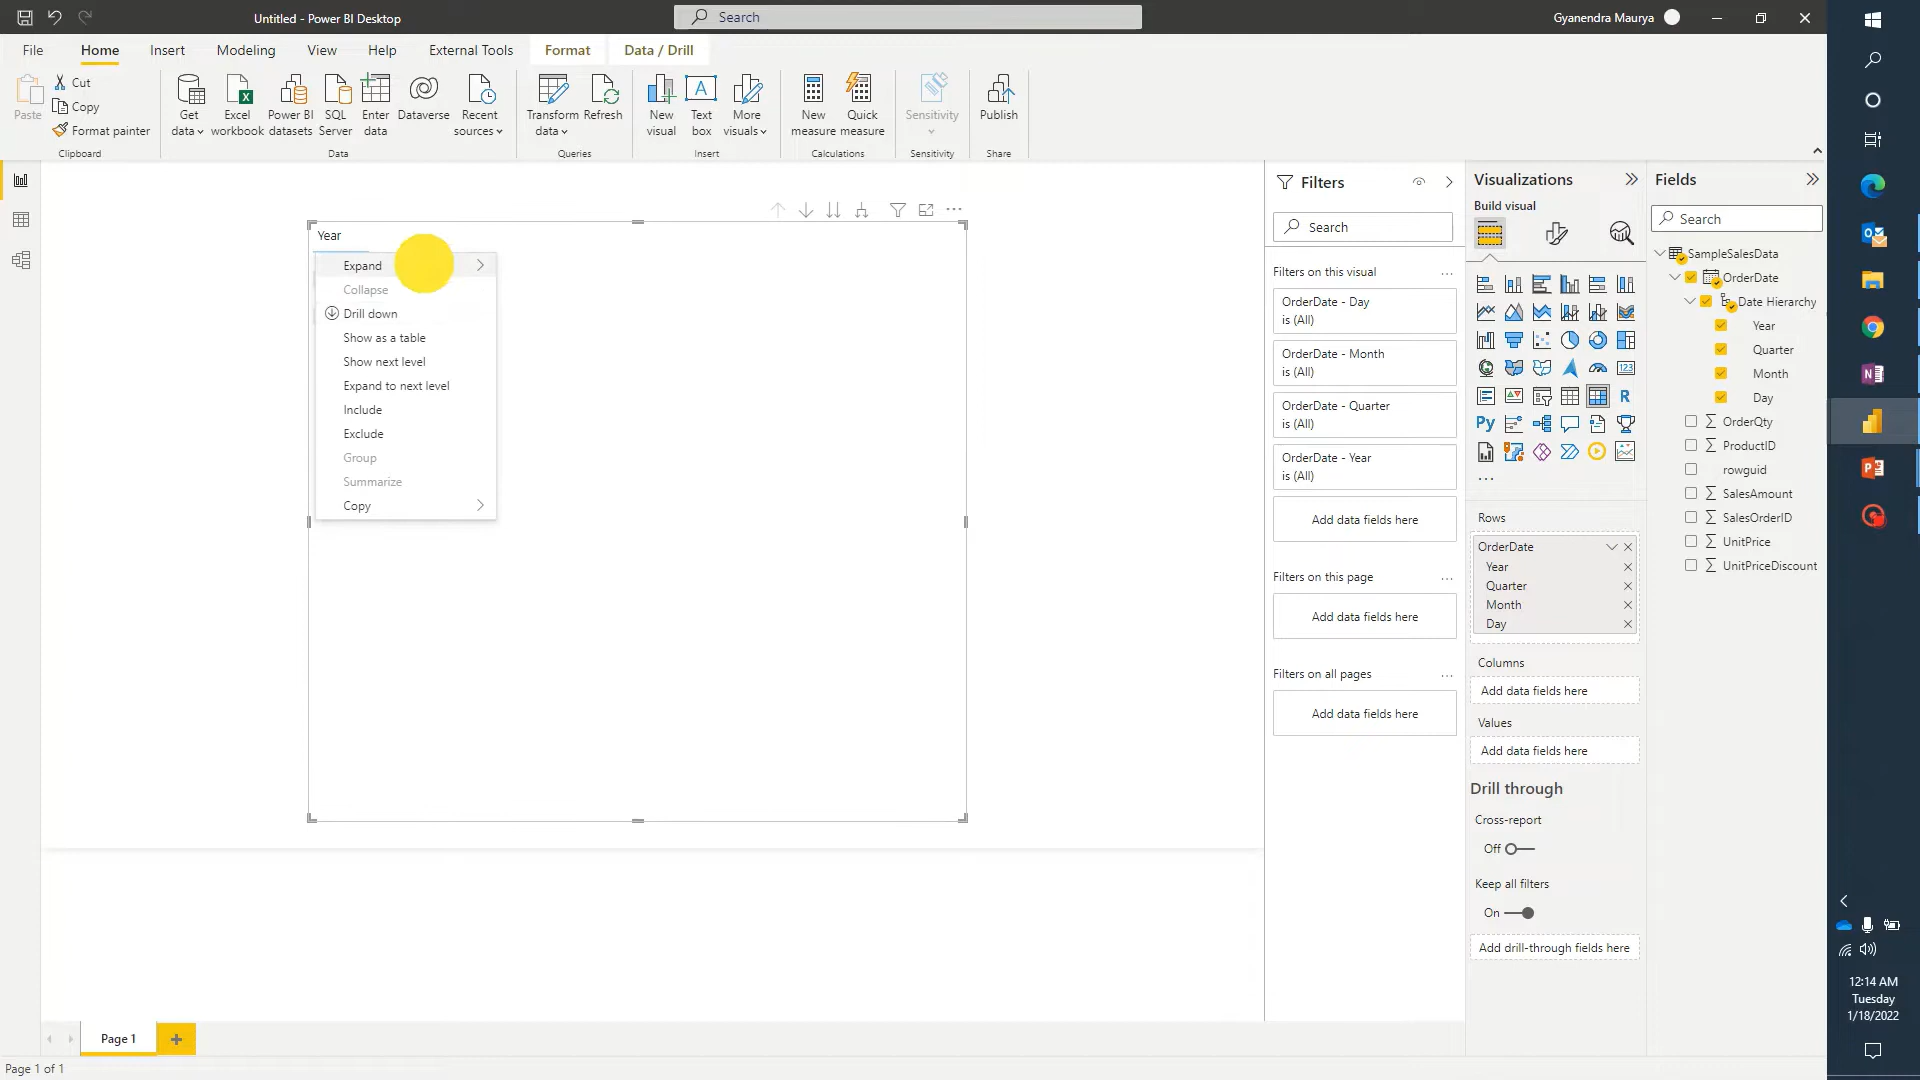 Untitled - Power BI Desktop
Search
Gyanendra Maurya
File
Home
Insert
Modeling
View
Help
External Tools
Format
Data / Drill
Paste
Cut
Copy
Format painter
Clipboard
Get data
Excel workbook
Power BI datasets
SQL Server
Enter data
Dataverse
Recent sources
Data
Transform data
Refresh
Queries
New visual
Text box
More visuals
Insert
New measure
Quick measure
Calculations
Sensitivity
Sensitivity
Publish
Share
Year
Expand
Collapse
Drill down
Show as a table
Show next level
Expand to next level
Include
Exclude
Group
Summarize
Copy
Filters
Search
Filters on this visual
...
OrderDate - Day
is (All)
OrderDate - Month
is (All)
OrderDate - Quarter
is (All)
OrderDate - Year
is (All)
Add data fields here
Filters on this page
...
Add data fields here
Filters on all pages
...
Add data fields here
Visualizations
Build visual
123
R
Py
...
Rows
OrderDate
Year
Quarter
Month
Day
Columns
Add data fields here
Values
Add data fields here
Drill through
Cross-report
Off
Keep all filters
On
Add drill-through fields here
Fields
Search
SampleSalesData
OrderDate
Date Hierarchy
Year
Quarter
Month
Day
OrderQty
ProductID
rowguid
SalesAmount
SalesOrderID
UnitPrice
UnitPriceDiscount
Page 1
Page 1 of 1
12:14 AM
Tuesday
1/18/2022